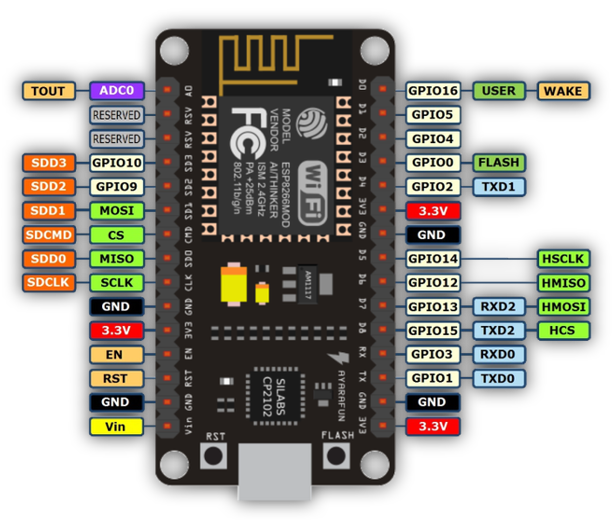 TOUT ADC0
RESERVED
RESERVED
SDD3 GPIO10
SDD2 GPIO9
SDD1 MOSI
SDCMD CS
SDD0 MISO
SDCLK SCLK
GND
3.3V
EN
RST
GND
Vin
A0
RSV
RSV
SD3
SD2
SD1
CMD
SD0
CLK
GND
3V3
EN
RST
GND
Vin
MODEL
VENDOR
ESP8266MOD
AI/THINKER
ISM 2.4GHz
PA +25dBm
802.11b/g/n
FC
Wi Fi
AM1117
SILABS
CP2102
AYARAFUN
RST
FLASH
D0
D1
D2
D3
D4
3V3
GND
D5
D6
D7
D8
RX
TX
GND
3V3
GPIO16 USER WAKE
GPIO5
GPIO4
GPIO0 FLASH
GPIO2 TXD1
3.3V
GND
GPIO14 HSCLK
GPIO12 HMISO
GPIO13 RXD2 HMOSI
GPIO15 TXD2 HCS
GPIO3 RXD0
GPIO1 TXD0
GND
3.3V